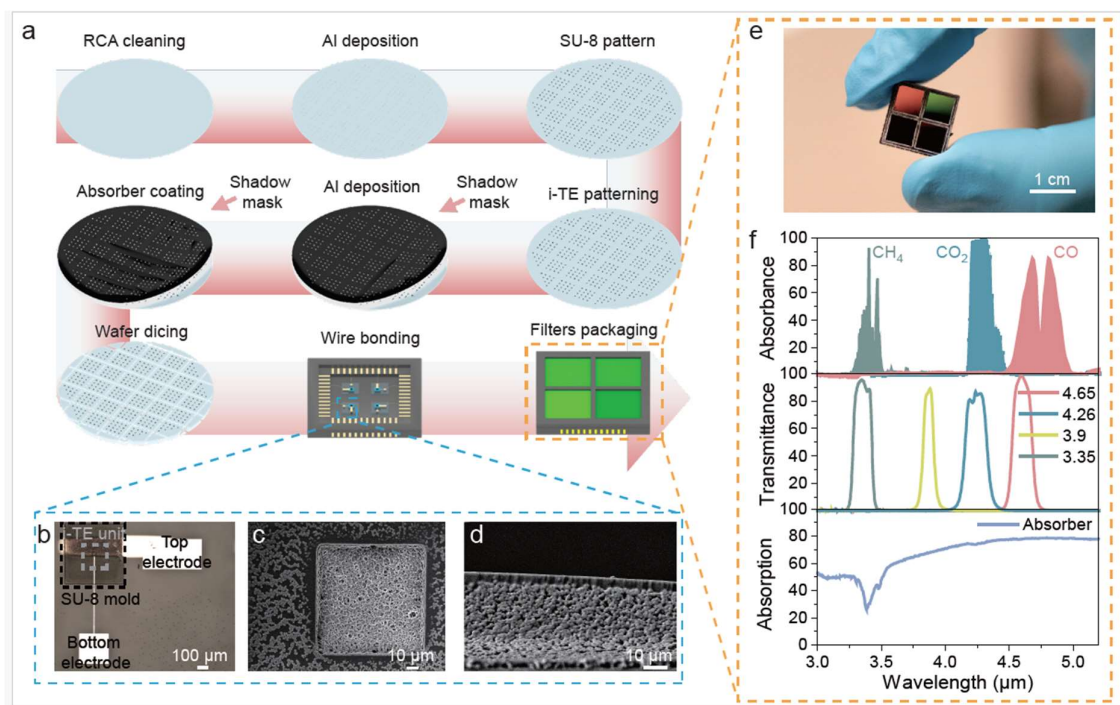 a
RCA cleaning
Al deposition
SU-8 pattern
Absorber coating
Shadow
mask
Al deposition
Shadow
mask
i-TE patterning
Wafer dicing
Wire bonding
Filters packaging
b
i-TE unit
Top
electrode
SU-8 mold
Bottom
electrode
100 μm
c
10 μm
d
10 μm
e
1 cm
f
100
80
60
40
20
100
Absorbance
CH4
CO2
CO
80
60
40
20
100
Transmittance
4.65
4.26
3.9
3.35
80
60
40
20
0
Absorption
Absorber
3.0
3.5
4.0
4.5
5.0
Wavelength (μm)